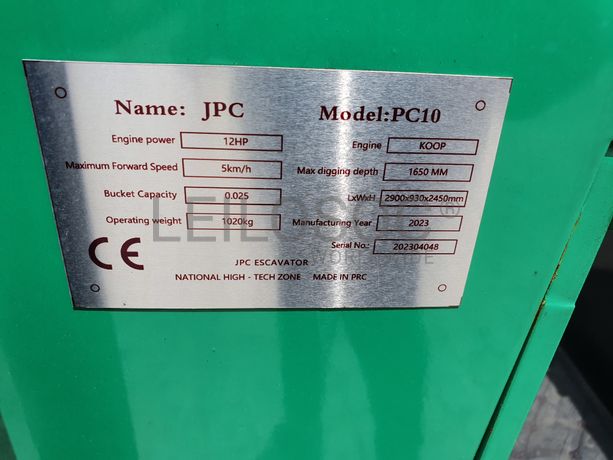 Name: JPC Model:PC10
Engine power 12HP Engine KOOP
Maximum Forward Speed 5km/h Max digging depth 1650 MM
Bucket Capacity 0.025 LxWxH 2900x930x2450mm
Operating weight 1020kg Manufacturing Year 2023
Serial No.: 202304048
CE
JPC ESCAVATOR
NATIONAL HIGH - TECH ZONE MADE IN PRC